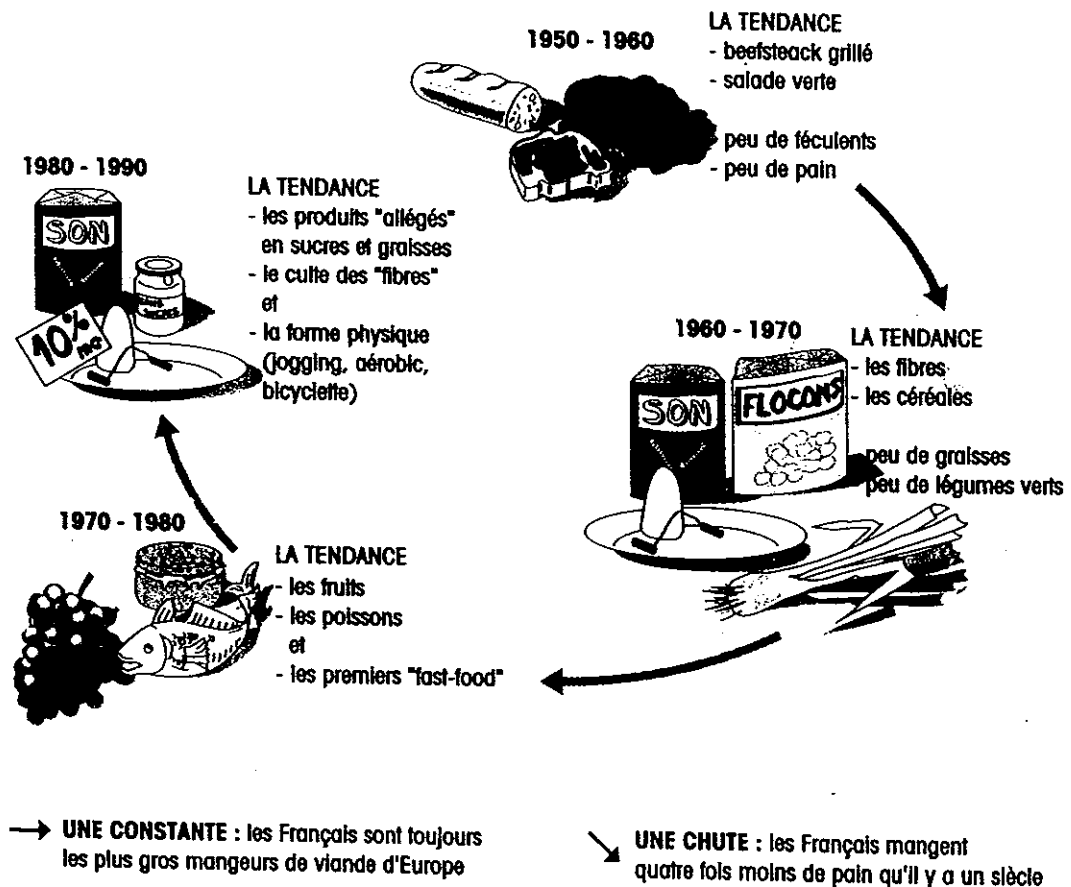 1950 - 1960
LA TENDANCE
- beefsteack grillé
- salade verte
- peu de féculents
- peu de pain
1960 - 1970
LA TENDANCE
- les fibres
- les céréales
peu de graisses
peu de légumes verts
SON
FLOCONS
1970 - 1980
LA TENDANCE
- les fruits
- les poissons
et
- les premiers "fast-food"
1980 - 1990
SON
SANS
SUCRES
10%
LA TENDANCE
- les produits "allégés"
en sucres et graisses
- le culte des "fibres"
et
- la forme physique
(jogging, aérobic,
bicyclette)
→ UNE CONSTANTE : les Français sont toujours
les plus gros mangeurs de viande d'Europe
↘ UNE CHUTE : les Français mangent
quatre fois moins de pain qu'il y a un siècle